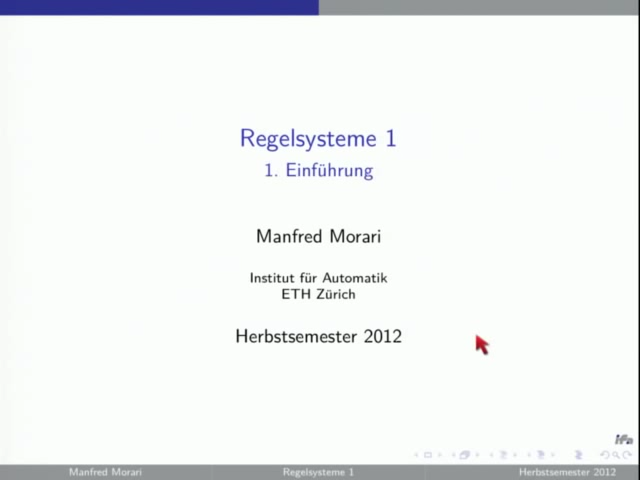 Regelsysteme 1
1. Einführung
Manfred Morari
Institut für Automatik
ETH Zürich
Herbstsemester 2012
ifa
Manfred Morari
Regelsysteme 1
Herbstsemester 2012